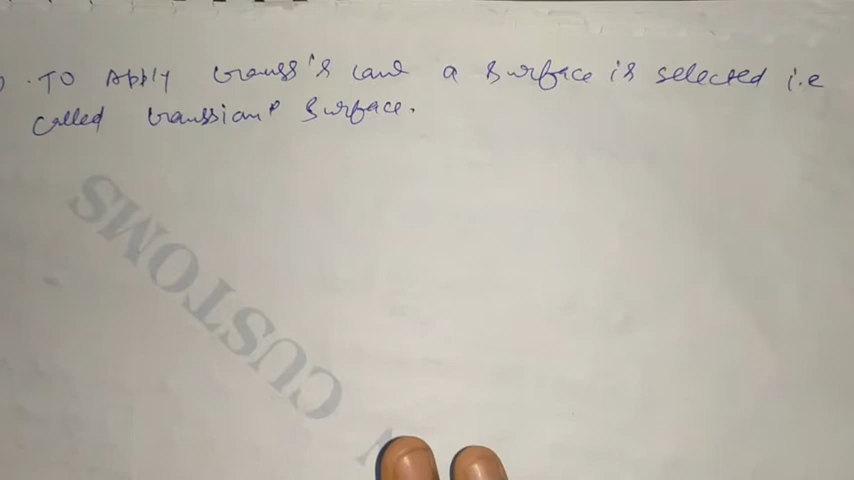 . To Apply Gauss's Law a surface is selected i.e
called Gaussian surface.
CUSTOMS